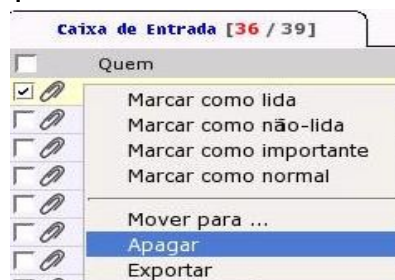 Caixa de Entrada [36 / 39]
Quem
Marcar como lida
Marcar como não-lida
Marcar como importante
Marcar como normal
Mover para ...
Apagar
Exportar